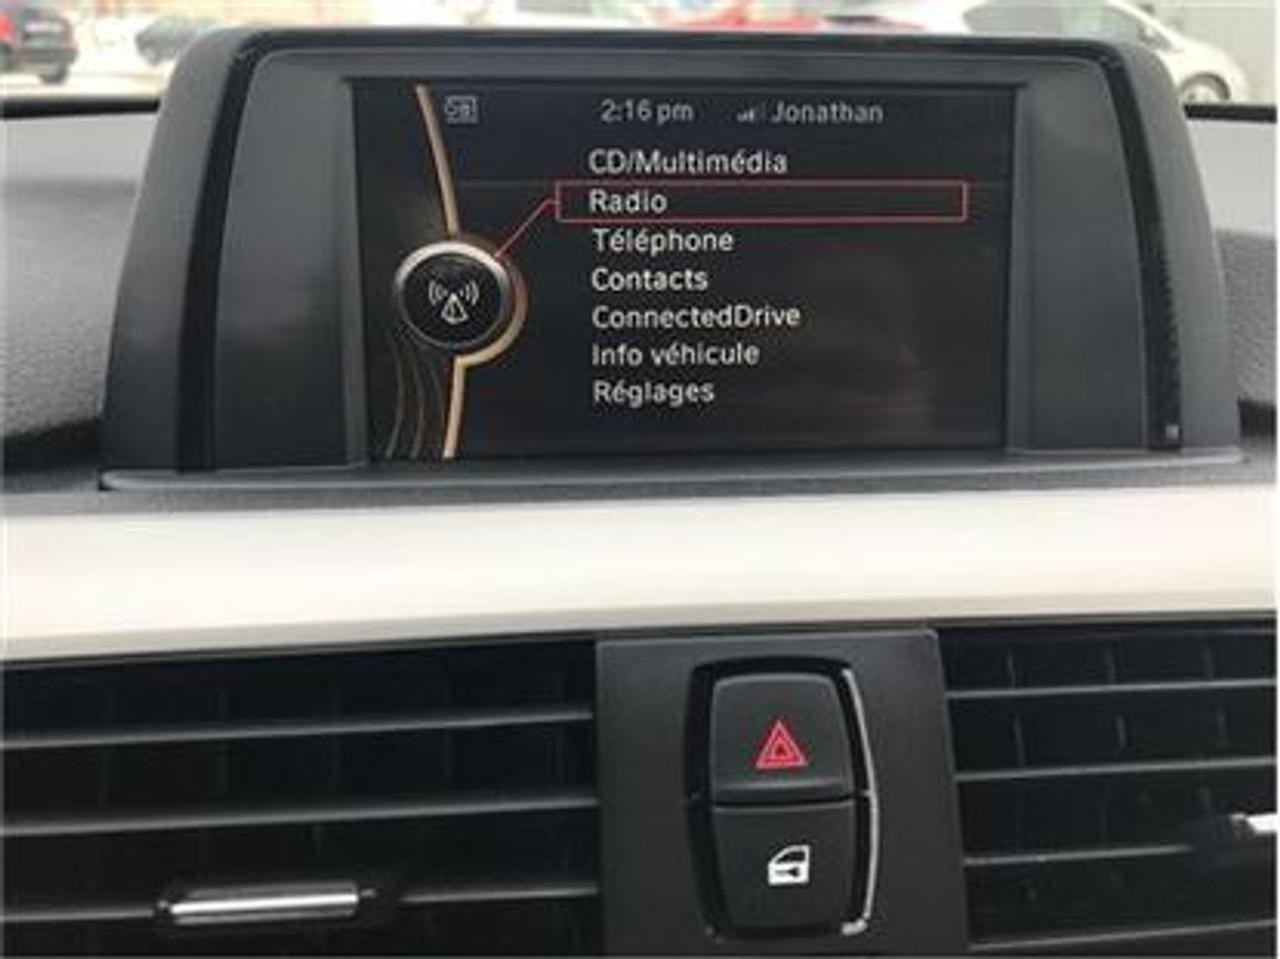 2:16 pm Jonathan
CD/Multimédia
Radio
Téléphone
Contacts
ConnectedDrive
Info véhicule
Réglages